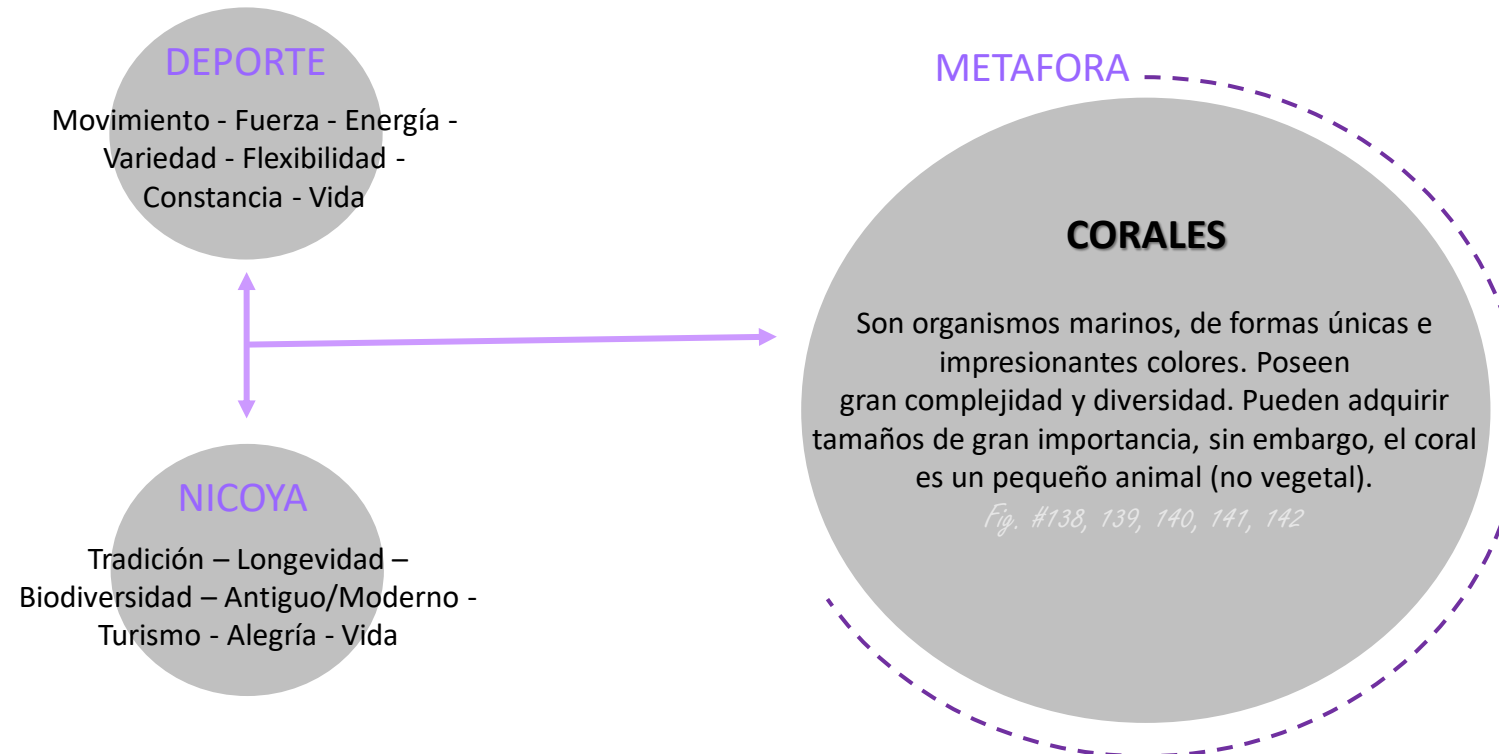 DEPORTE
Movimiento - Fuerza - Energía -
Variedad - Flexibilidad -
Constancia - Vida
NICOYA
Tradición – Longevidad –
Biodiversidad – Antiguo/Moderno -
Turismo - Alegría - Vida
METAFORA
CORALES
Son organismos marinos, de formas únicas e
impresionantes colores. Poseen
gran complejidad y diversidad. Pueden adquirir
tamaños de gran importancia, sin embargo, el coral
es un pequeño animal (no vegetal).
Fig. #138, 139, 140, 141, 142